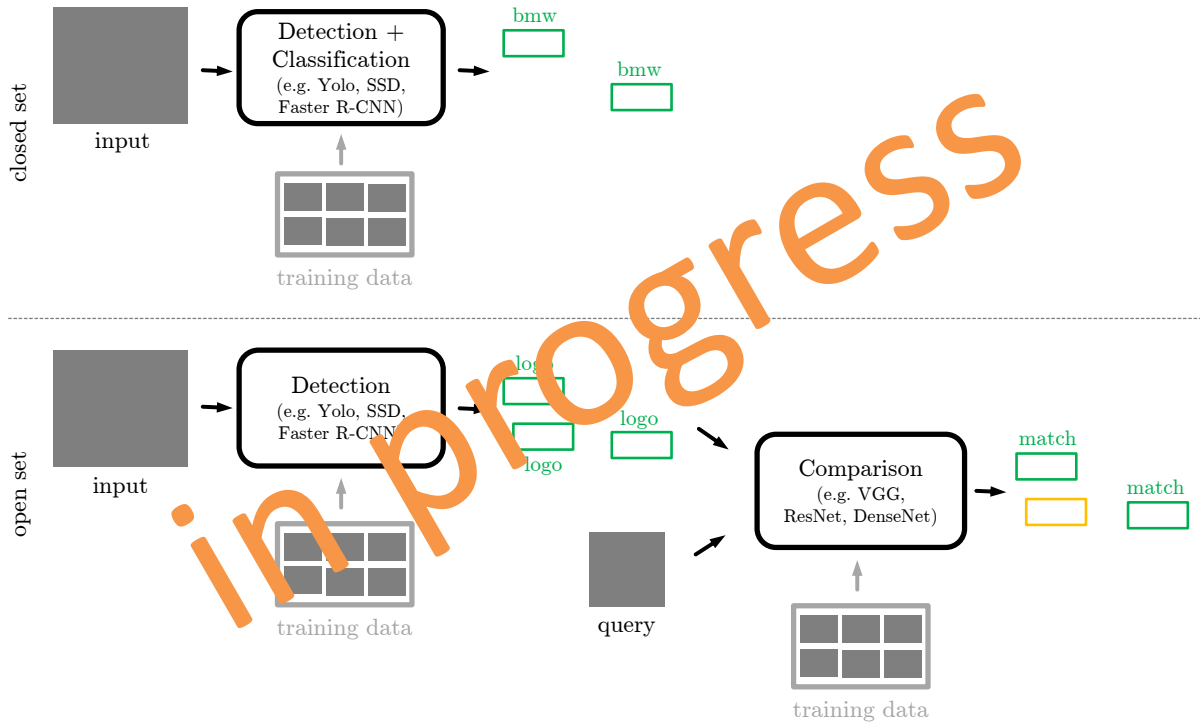 closed set
input
Detection +
Classification
(e.g. Yolo, SSD,
Faster R-CNN)
training data
bmw
bmw
open set
input
Detection
(e.g. Yolo, SSD,
Faster R-CNN)
training data
logo
logo
logo
query
Comparison
(e.g. VGG,
ResNet, DenseNet)
training data
match
match
in progress